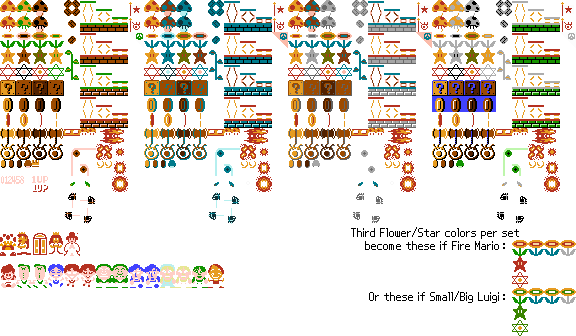 ? ? ? ? ? ? ? ? ? ? ? ? ? ? ? ?
012458 1UP
1UP
Third Flower/Star colors per set
become these if Fire Mario :
Or these if Small/Big Luigi :